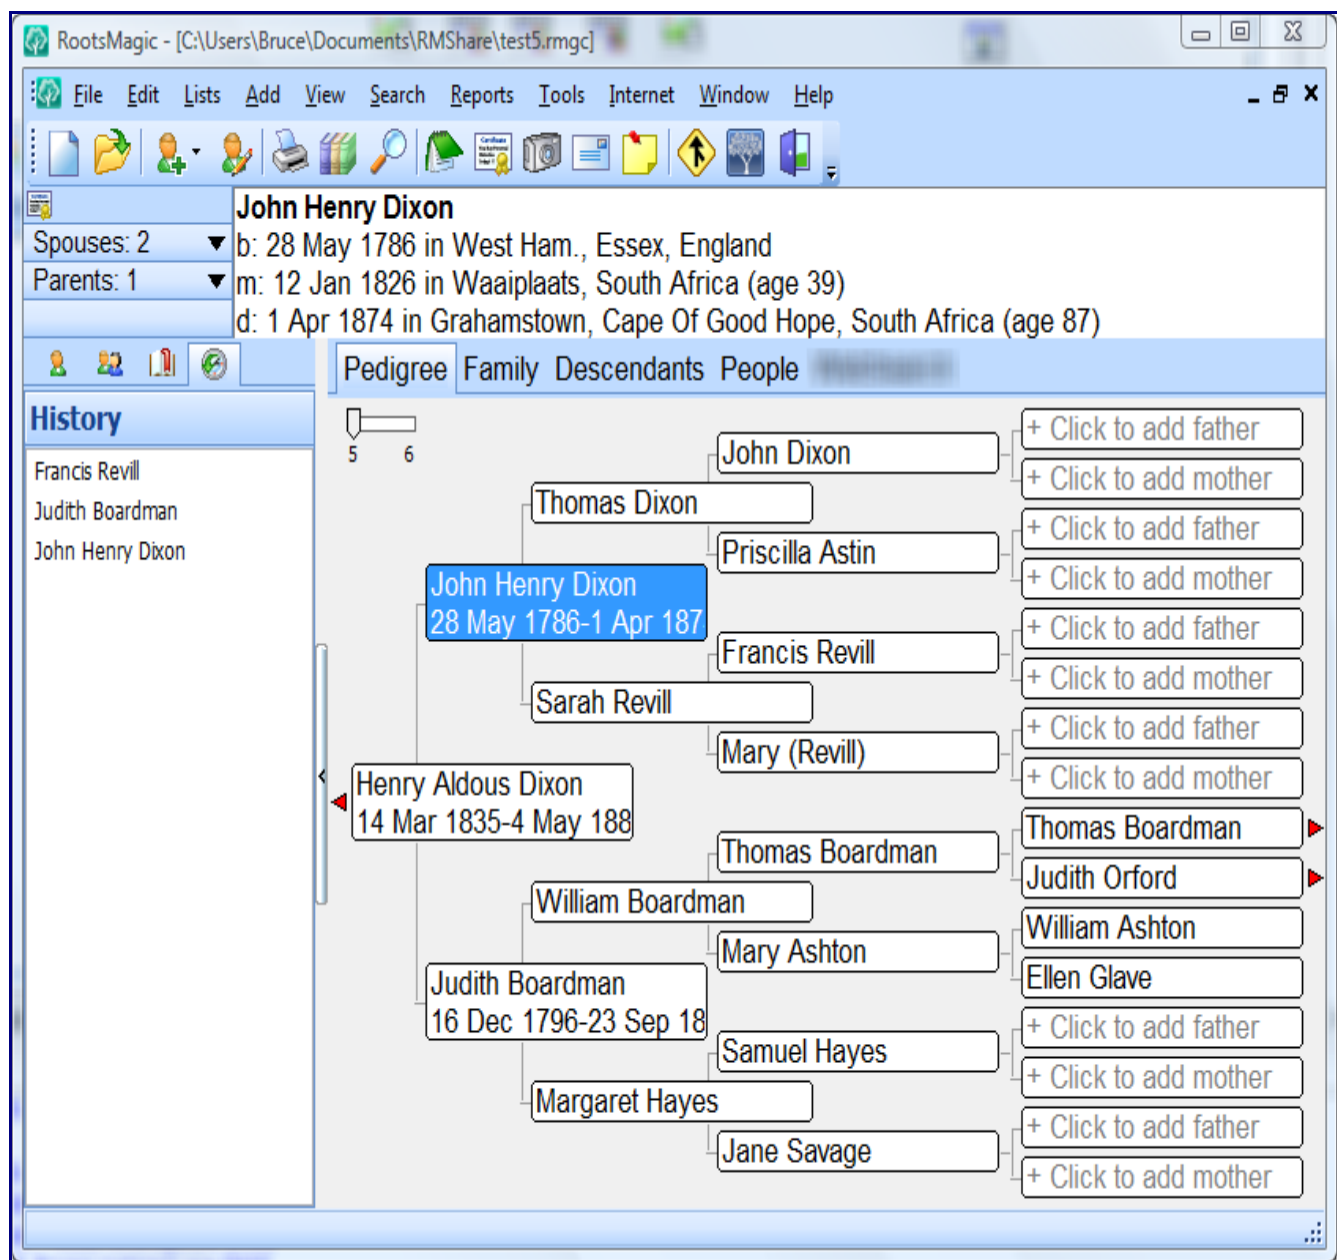 RootsMagic - [C:\Users\Bruce\Documents\RMShare\test5.rmgc]
File Edit Lists Add View Search Reports Tools Internet Window Help
John Henry Dixon
Spouses: 2
b: 28 May 1786 in West Ham., Essex, England
Parents: 1
m: 12 Jan 1826 in Waaiplaats, South Africa (age 39)
d: 1 Apr 1874 in Grahamstown, Cape Of Good Hope, South Africa (age 87)
Pedigree Family Descendants People
History
Francis Revill
Judith Boardman
John Henry Dixon
5 6
+ Click to add father
John Dixon
+ Click to add mother
Thomas Dixon
+ Click to add father
Priscilla Astin
+ Click to add mother
John Henry Dixon
28 May 1786-1 Apr 187
+ Click to add father
Francis Revill
+ Click to add mother
Sarah Revill
+ Click to add father
Mary (Revill)
+ Click to add mother
Henry Aldous Dixon
14 Mar 1835-4 May 188
Thomas Boardman
Thomas Boardman
Judith Orford
William Boardman
William Ashton
Mary Ashton
Ellen Glave
Judith Boardman
16 Dec 1796-23 Sep 18
+ Click to add father
Samuel Hayes
+ Click to add mother
Margaret Hayes
+ Click to add father
Jane Savage
+ Click to add mother